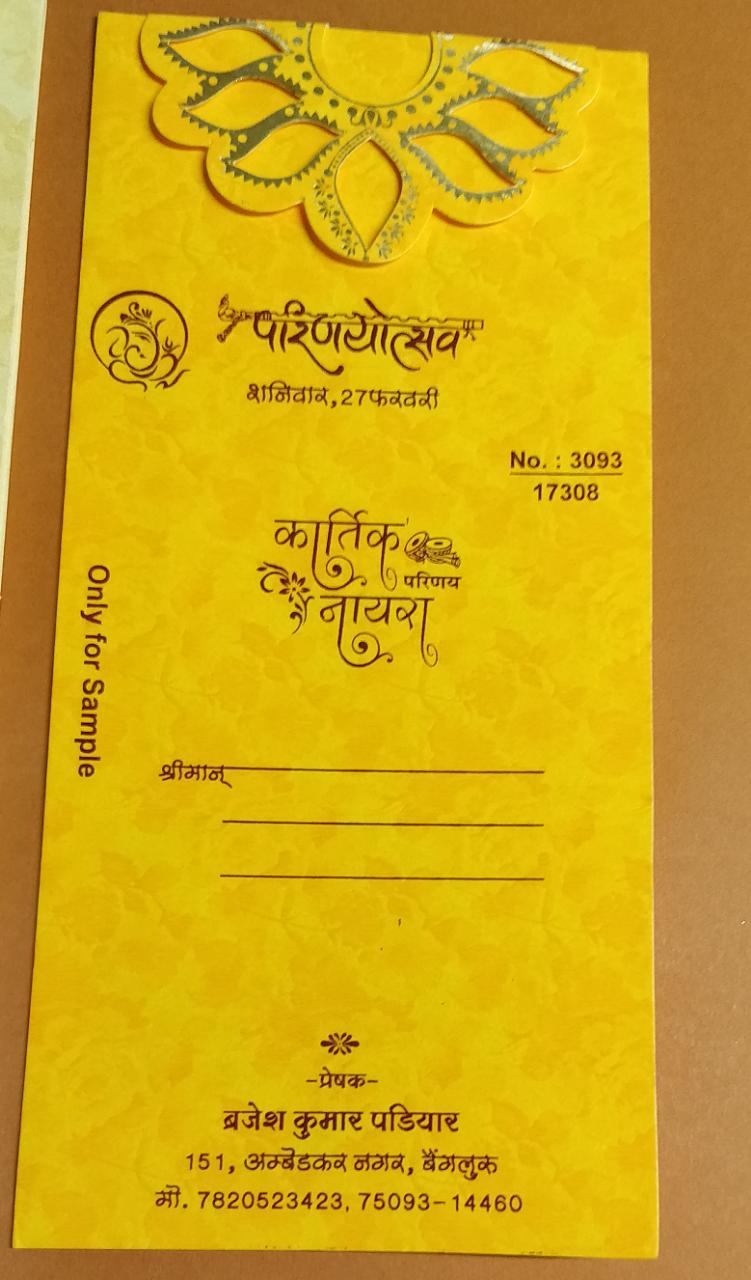 परिणयोत्सव
शनिवार,27फरवरी
No. : 3093
17308
कार्तिक
परिणय
नायरा
Only for Sample
श्रीमान्
-प्रेषक-
ब्रजेश कुमार पडियार
151, अम्बेडकर नगर, बैंगलुरू
मो. 7820523423, 75093-14460